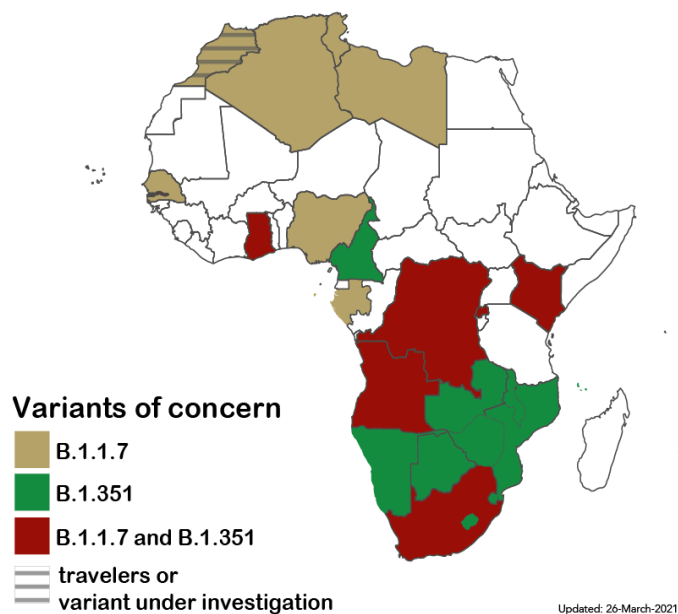 Variants of concern
B.1.1.7
B.1.351
B.1.1.7 and B.1.351
travelers or
variant under investigation
Updated: 26-March-2021